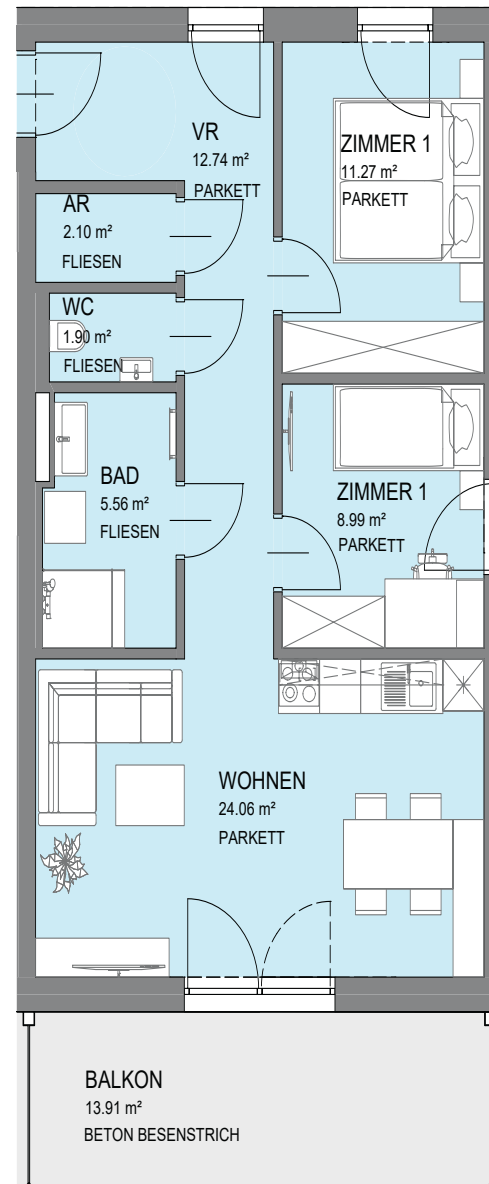 VR
12.74 m²
PARKETT
ZIMMER 1
11.27 m²
PARKETT
AR
2.10 m²
FLIESEN
WC
1.90 m²
FLIESEN
BAD
5.56 m²
FLIESEN
ZIMMER 1
8.99 m²
PARKETT
WOHNEN
24.06 m²
PARKETT
BALKON
13.91 m²
BETON BESENSTRICH